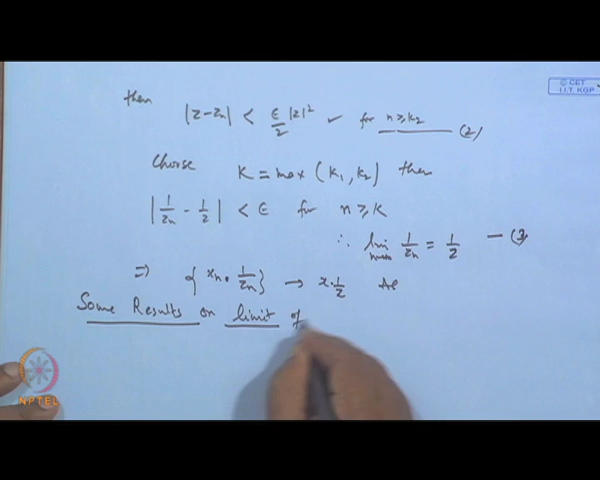 © CET
I.I.T. KGP
then
|z-zn| < ε/2 |z|² ✓ for n ≥ k2 (2)
Choose K = max (k1, k2) then
|1/zn - 1/z| < ε for n ≥ K
∴ lim n→∞ 1/zn = 1/z — (3)
⇒ {xn · 1/zn} → x · 1/z As
Some Results on limit of
NPTEL